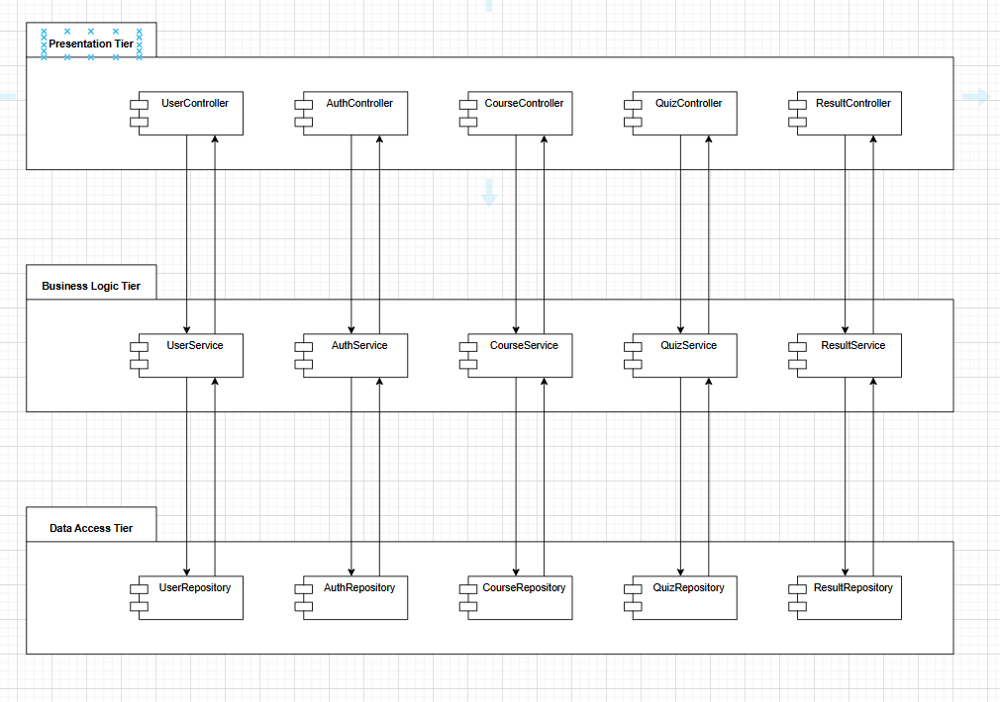 Presentation Tier
UserController
AuthController
CourseController
QuizController
ResultController
Business Logic Tier
UserService
AuthService
CourseService
QuizService
ResultService
Data Access Tier
UserRepository
AuthRepository
CourseRepository
QuizRepository
ResultRepository